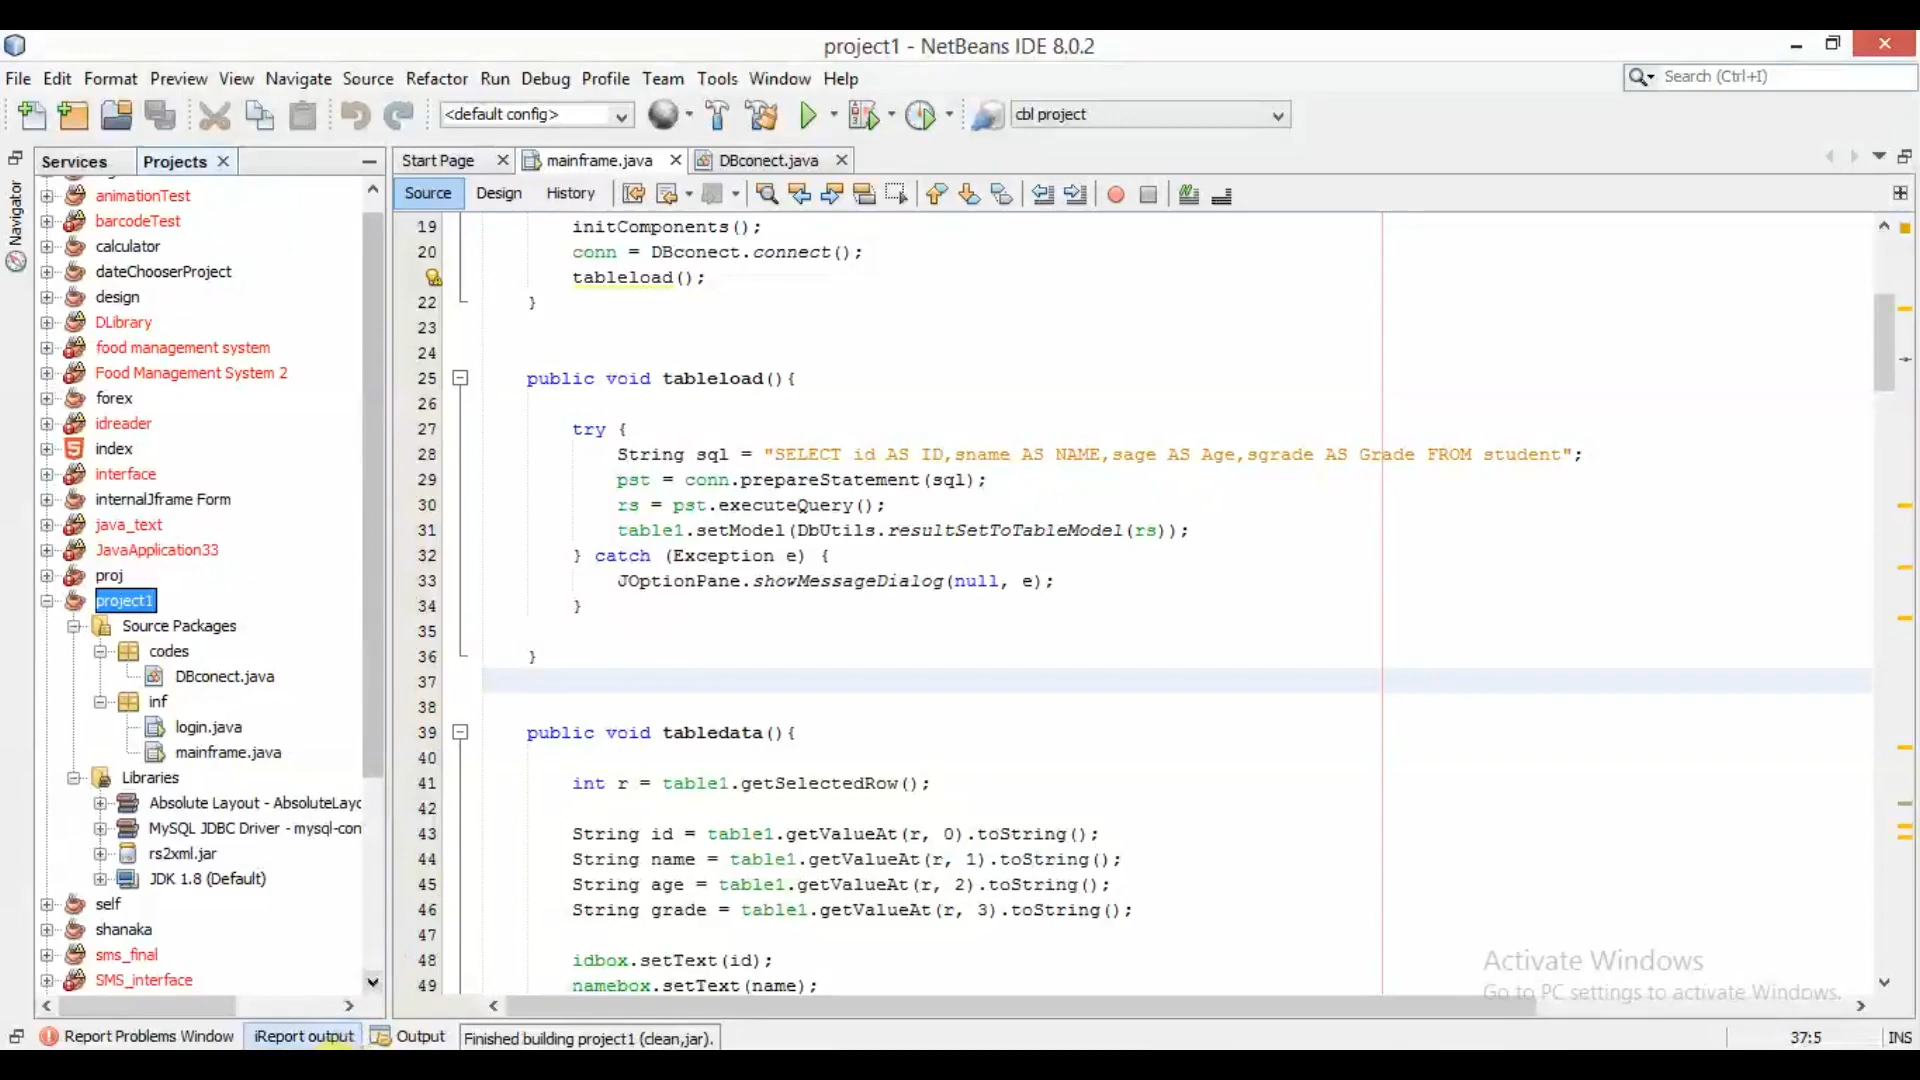 project1 - NetBeans IDE 8.0.2
File Edit Format Preview View Navigate Source Refactor Run Debug Profile Team Tools Window Help
Search (Ctrl+I)
<default config>
cbl project
Services Projects
Start Page mainframe.java DBconect.java
Source Design History
Navigator
animationTest
barcodeTest
calculator
dateChooserProject
design
DLibrary
food management system
Food Management System 2
forex
idreader
index
interface
internalJframe Form
java_text
JavaApplication33
proj
project1
Source Packages
codes
DBconect.java
inf
login.java
mainframe.java
Libraries
Absolute Layout - AbsoluteLayo
MySQL JDBC Driver - mysql-con
rs2xml.jar
JDK 1.8 (Default)
self
shanaka
sms_final
SMS_interface
19 initComponents();
20 conn = DBconect.connect();
tableload();
22 }
23
24
25 public void tableload(){
26
27 try {
28 String sql = "SELECT id AS ID,sname AS NAME,sage AS Age,sgrade AS Grade FROM student";
29 pst = conn.prepareStatement(sql);
30 rs = pst.executeQuery();
31 table1.setModel(DbUtils.resultSetToTableModel(rs));
32 } catch (Exception e) {
33 JOptionPane.showMessageDialog(null, e);
34 }
35
36 }
37
38
39 public void tabledata(){
40
41 int r = table1.getSelectedRow();
42
43 String id = table1.getValueAt(r, 0).toString();
44 String name = table1.getValueAt(r, 1).toString();
45 String age = table1.getValueAt(r, 2).toString();
46 String grade = table1.getValueAt(r, 3).toString();
47
48 idbox.setText(id);
49 namebox.setText(name);
Activate Windows
Go to PC settings to activate Windows.
Report Problems Window iReport output Output Finished building project1 (clean,jar). 37:5 INS